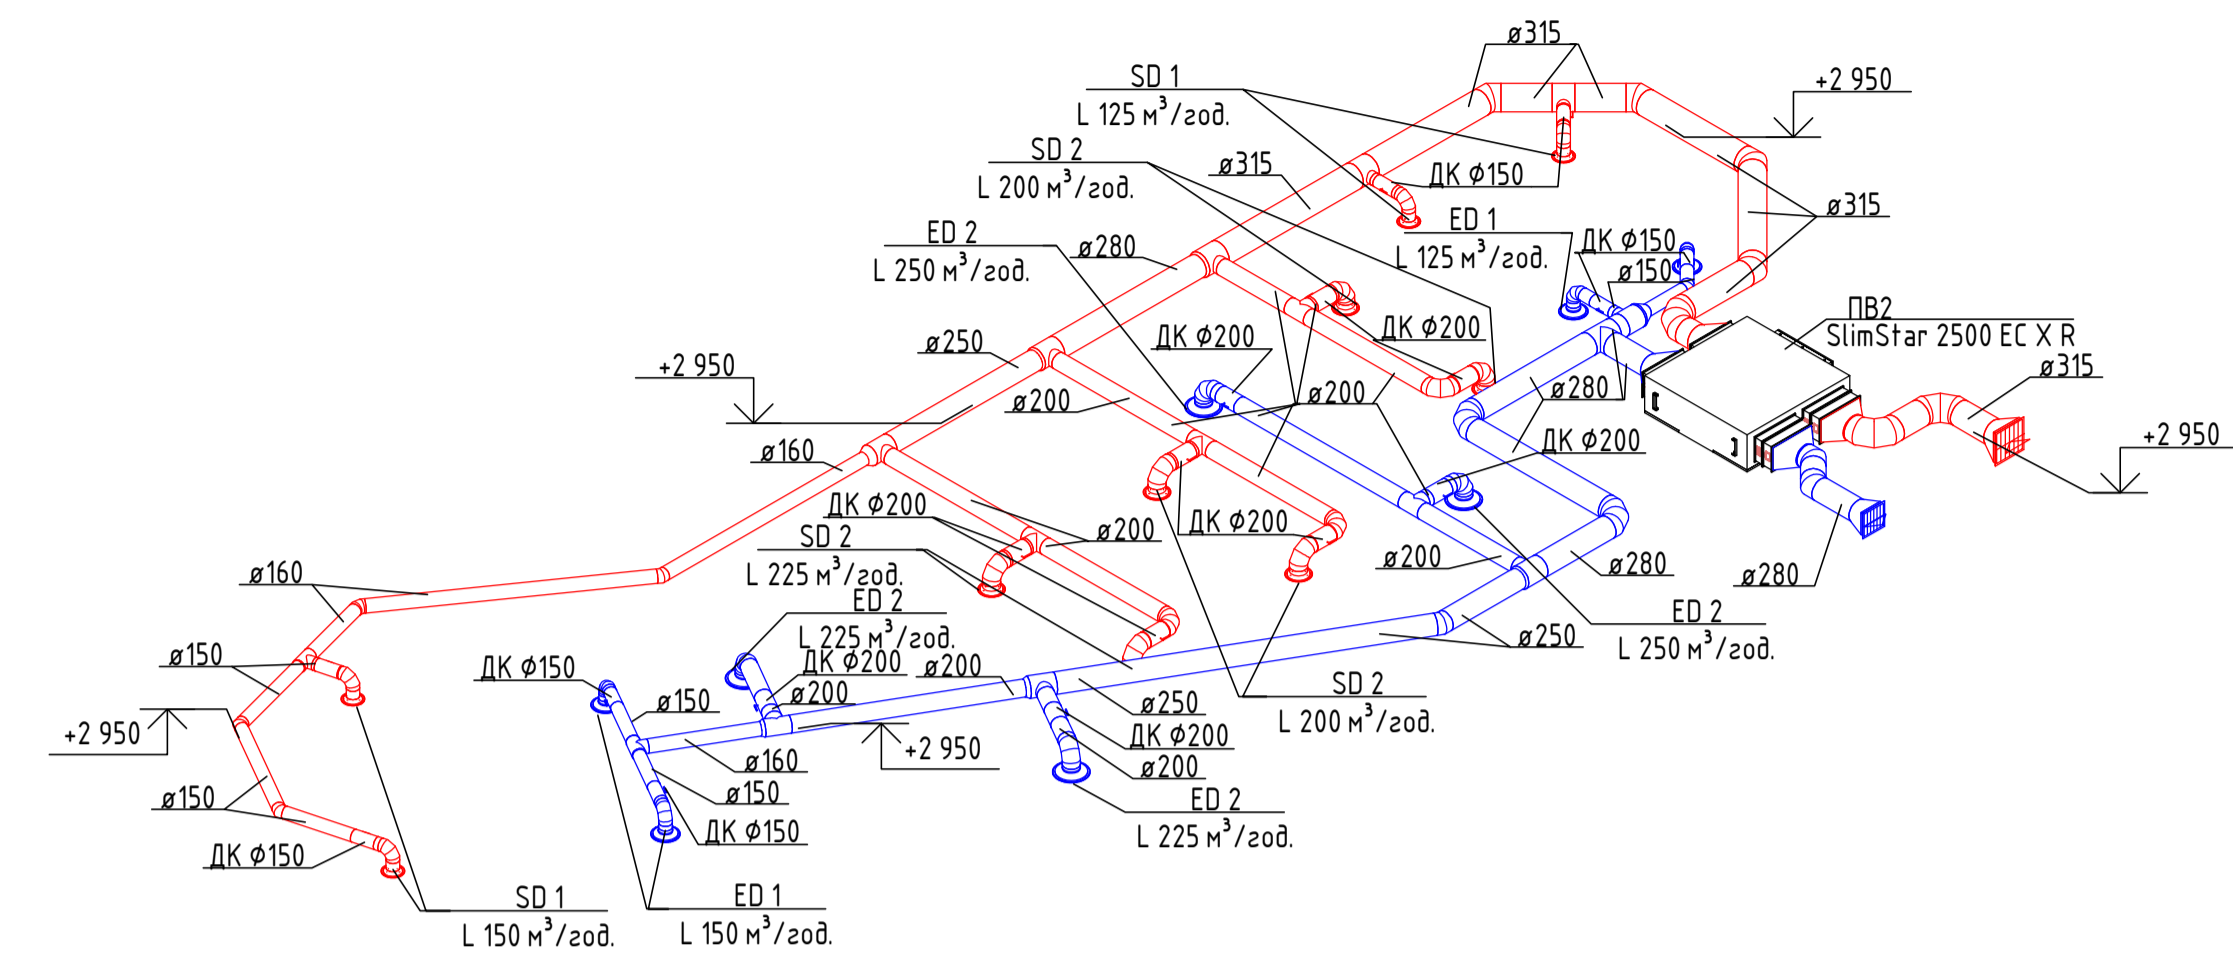 ø315
SD 1
L 125 м³/год.
+2 950
SD 2
L 200 м³/год.
ø315
ДК Φ150
ø315
ED 2
L 250 м³/год.
ø280
ED 1
L 125 м³/год.
ДК Φ150
ø150
ПВ2
SlimStar 2500 EC X R
ø315
ДК Φ200
ДК Φ200
ø250
+2 950
ø200
ø200
ø280
ДК Φ200
+2 950
ø160
ДК Φ200
ø200
ДК Φ200
SD 2
L 225 м³/год.
ø200
ø280
ø280
ø160
ED 2
L 225 м³/год.
ED 2
L 250 м³/год.
ø250
ø150
ДК Φ150
ДК Φ200
ø200
ø200
ø150
SD 2
L 200 м³/год.
ø250
+2 950
+2 950
ДК Φ200
ø160
ø200
ø150
ø150
ED 2
L 225 м³/год.
ДК Φ150
ДК Φ150
SD 1
L 150 м³/год.
ED 1
L 150 м³/год.